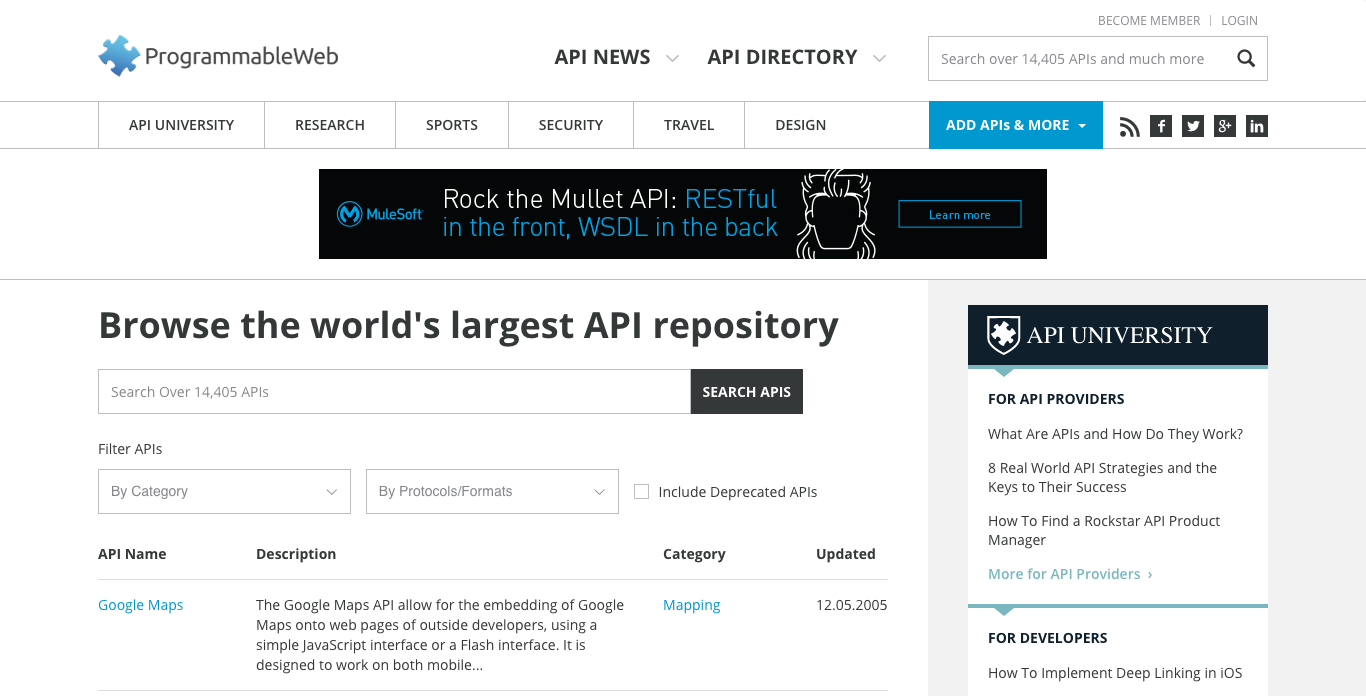 BECOME MEMBER | LOGIN
ProgrammableWeb
API NEWS
API DIRECTORY
Search over 14,405 APIs and much more
API UNIVERSITY
RESEARCH
SPORTS
SECURITY
TRAVEL
DESIGN
ADD APIs & MORE
MuleSoft
Rock the Mullet API: RESTful
in the front, WSDL in the back
Learn more
Browse the world's largest API repository
Search Over 14,405 APIs
SEARCH APIS
Filter APIs
By Category
By Protocols/Formats
Include Deprecated APIs
API Name Description Category Updated
Google Maps The Google Maps API allow for the embedding of Google Mapping 12.05.2005
Maps onto web pages of outside developers, using a
simple JavaScript interface or a Flash interface. It is
designed to work on both mobile...
API UNIVERSITY
FOR API PROVIDERS
What Are APIs and How Do They Work?
8 Real World API Strategies and the
Keys to Their Success
How To Find a Rockstar API Product
Manager
More for API Providers ›
FOR DEVELOPERS
How To Implement Deep Linking in iOS